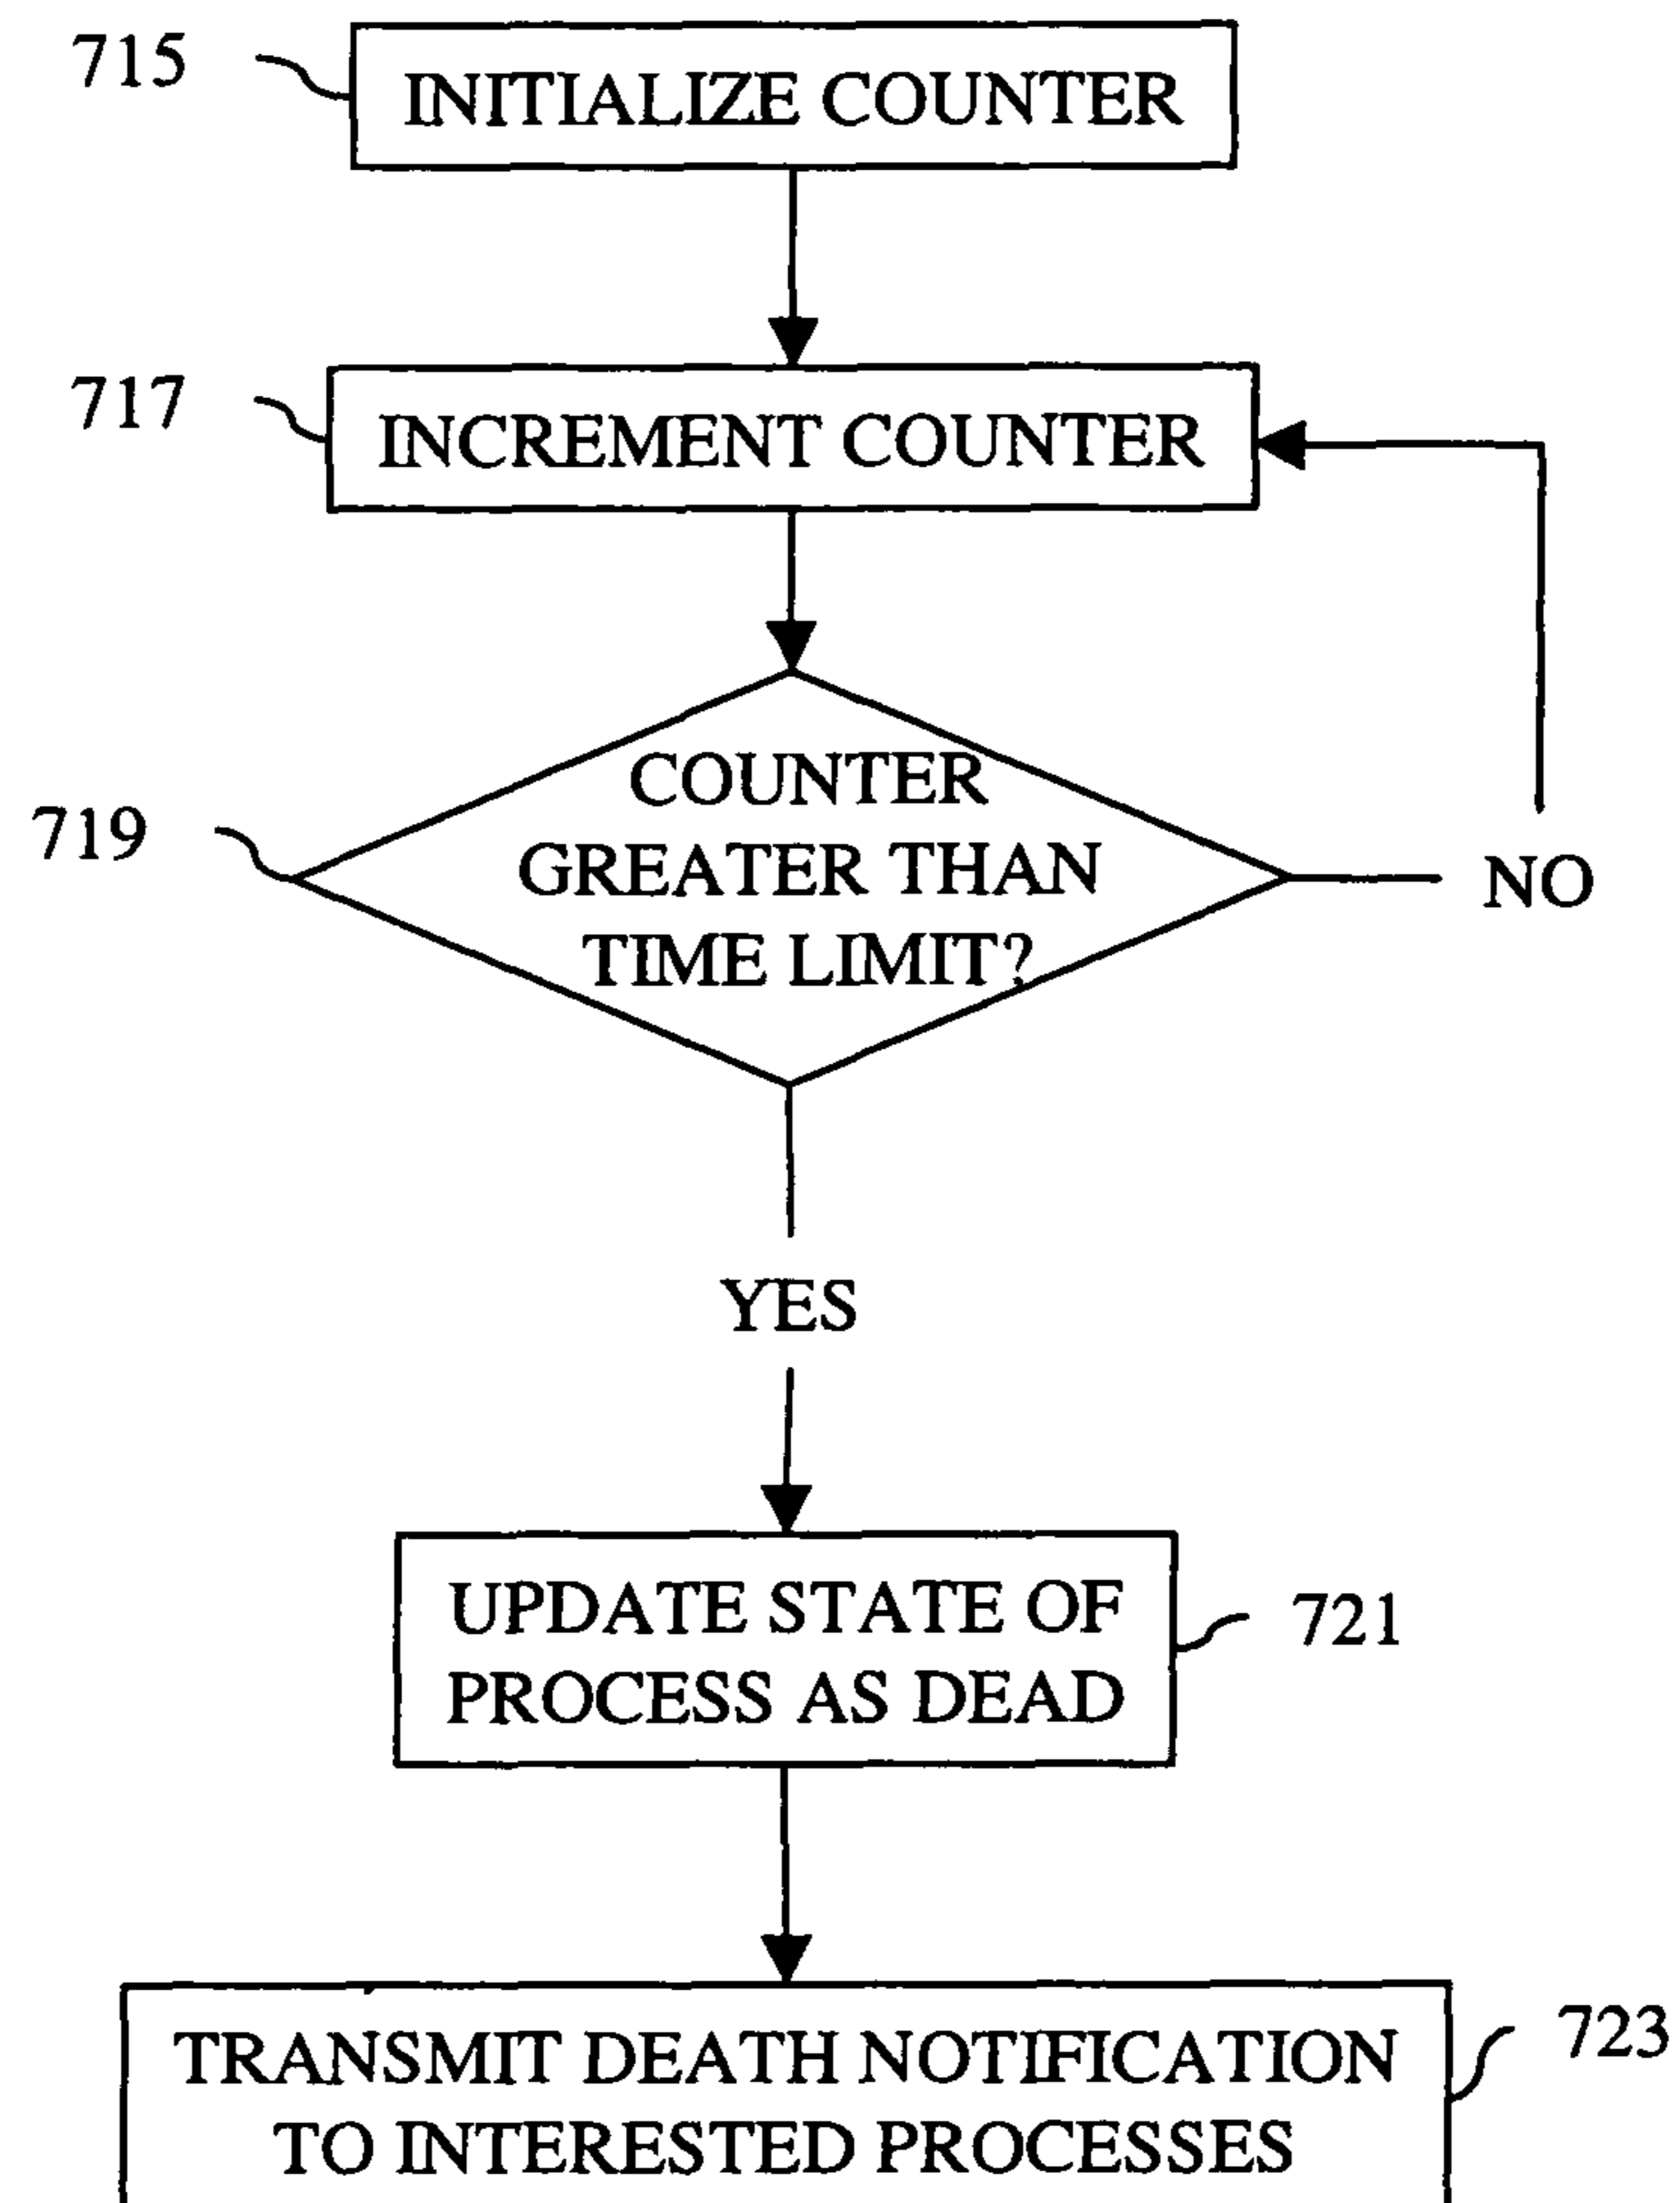 715
INITIALIZE COUNTER
717
INCREMENT COUNTER
719
COUNTER
GREATER THAN
TIME LIMIT?
NO
YES
UPDATE STATE OF
PROCESS AS DEAD
721
TRANSMIT DEATH NOTIFICATION
TO INTERESTED PROCESSES
723